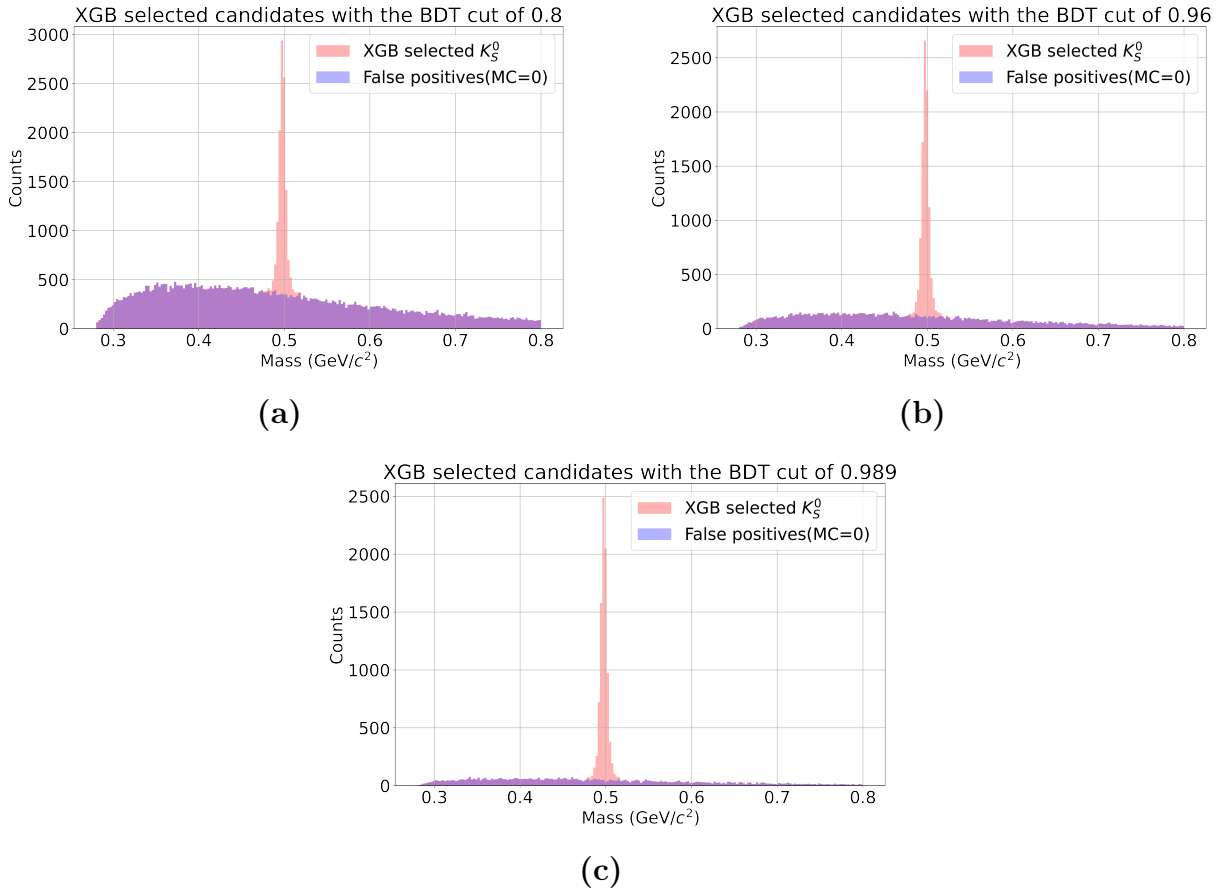 XGB selected candidates with the BDT cut of 0.8
3000
2500
2000
1500
1000
500
0
Counts
XGB selected K_S^0
False positives(MC=0)
0.3 0.4 0.5 0.6 0.7 0.8
Mass (GeV/c²)
(a)
XGB selected candidates with the BDT cut of 0.96
2500
2000
1500
1000
500
0
Counts
XGB selected K_S^0
False positives(MC=0)
0.3 0.4 0.5 0.6 0.7 0.8
Mass (GeV/c²)
(b)
XGB selected candidates with the BDT cut of 0.989
2500
2000
1500
1000
500
0
Counts
XGB selected K_S^0
False positives(MC=0)
0.3 0.4 0.5 0.6 0.7 0.8
Mass (GeV/c²)
(c)